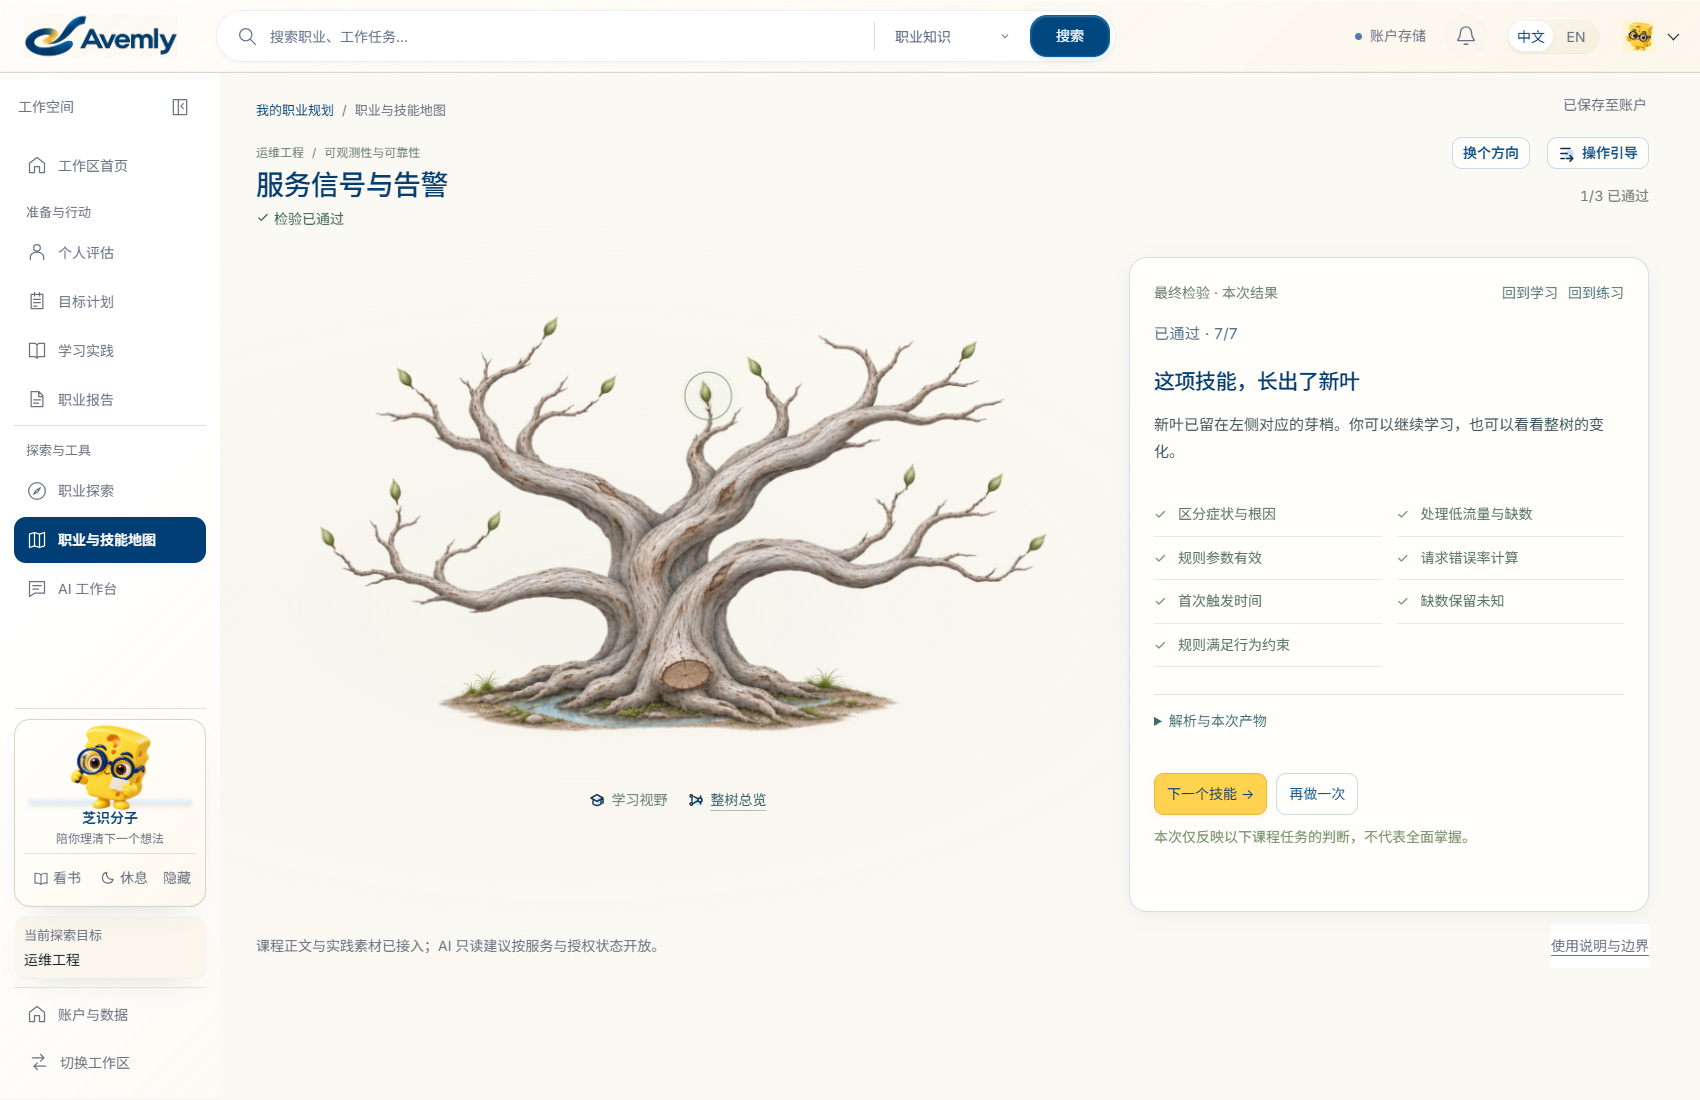 Avemly
搜索职业、工作任务...
职业知识
搜索
账户存储
中文
EN
工作空间
工作区首页
准备与行动
个人评估
目标计划
学习实践
职业报告
探索与工具
职业探索
职业与技能地图
AI 工作台
芝识分子
陪你理清下一个想法
看书
休息
隐藏
当前探索目标
运维工程
账户与数据
切换工作区
我的职业规划 / 职业与技能地图
已保存至账户
运维工程 / 可观测性与可靠性
服务信号与告警
检验已通过
换个方向
操作引导
1/3 已通过
学习视野
整树总览
最终检验 · 本次结果
回到学习
回到练习
已通过 · 7/7
这项技能，长出了新叶
新叶已留在左侧对应的芽梢。你可以继续学习，也可以看看整树的变
化。
区分症状与根因
处理低流量与缺数
规则参数有效
请求错误率计算
首次触发时间
缺数保留未知
规则满足行为约束
解析与本次产物
下一个技能 →
再做一次
本次仅反映以下课程任务的判断，不代表全面掌握。
课程正文与实践素材已接入；AI 只读建议按服务与授权状态开放。
使用说明与边界